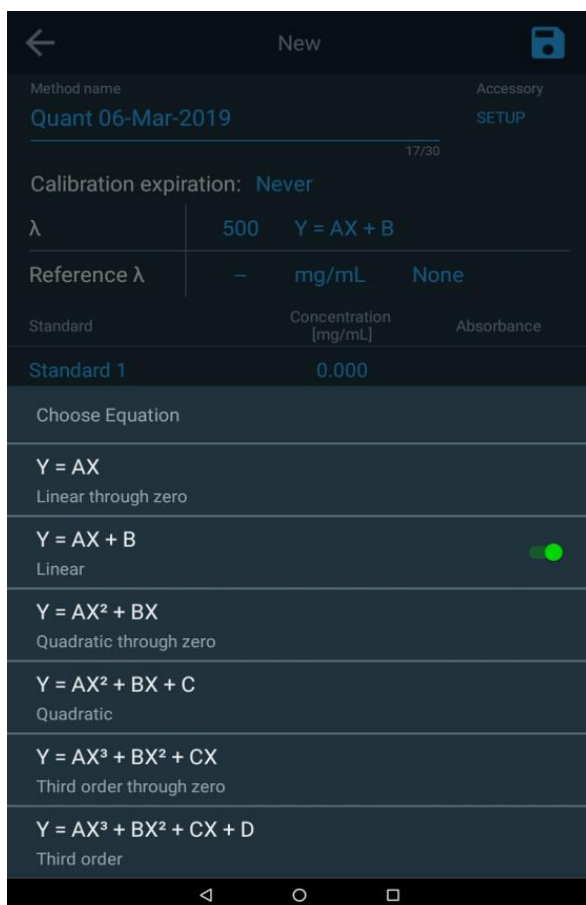 New
Method name Accessory
Quant 06-Mar-2019 SETUP
17/30
Calibration expiration: Never
λ 500 Y = AX + B
Reference λ – mg/mL None
Standard Concentration [mg/mL] Absorbance
Standard 1 0.000
Choose Equation
Y = AX
Linear through zero
Y = AX + B
Linear
Y = AX² + BX
Quadratic through zero
Y = AX² + BX + C
Quadratic
Y = AX³ + BX² + CX
Third order through zero
Y = AX³ + BX² + CX + D
Third order